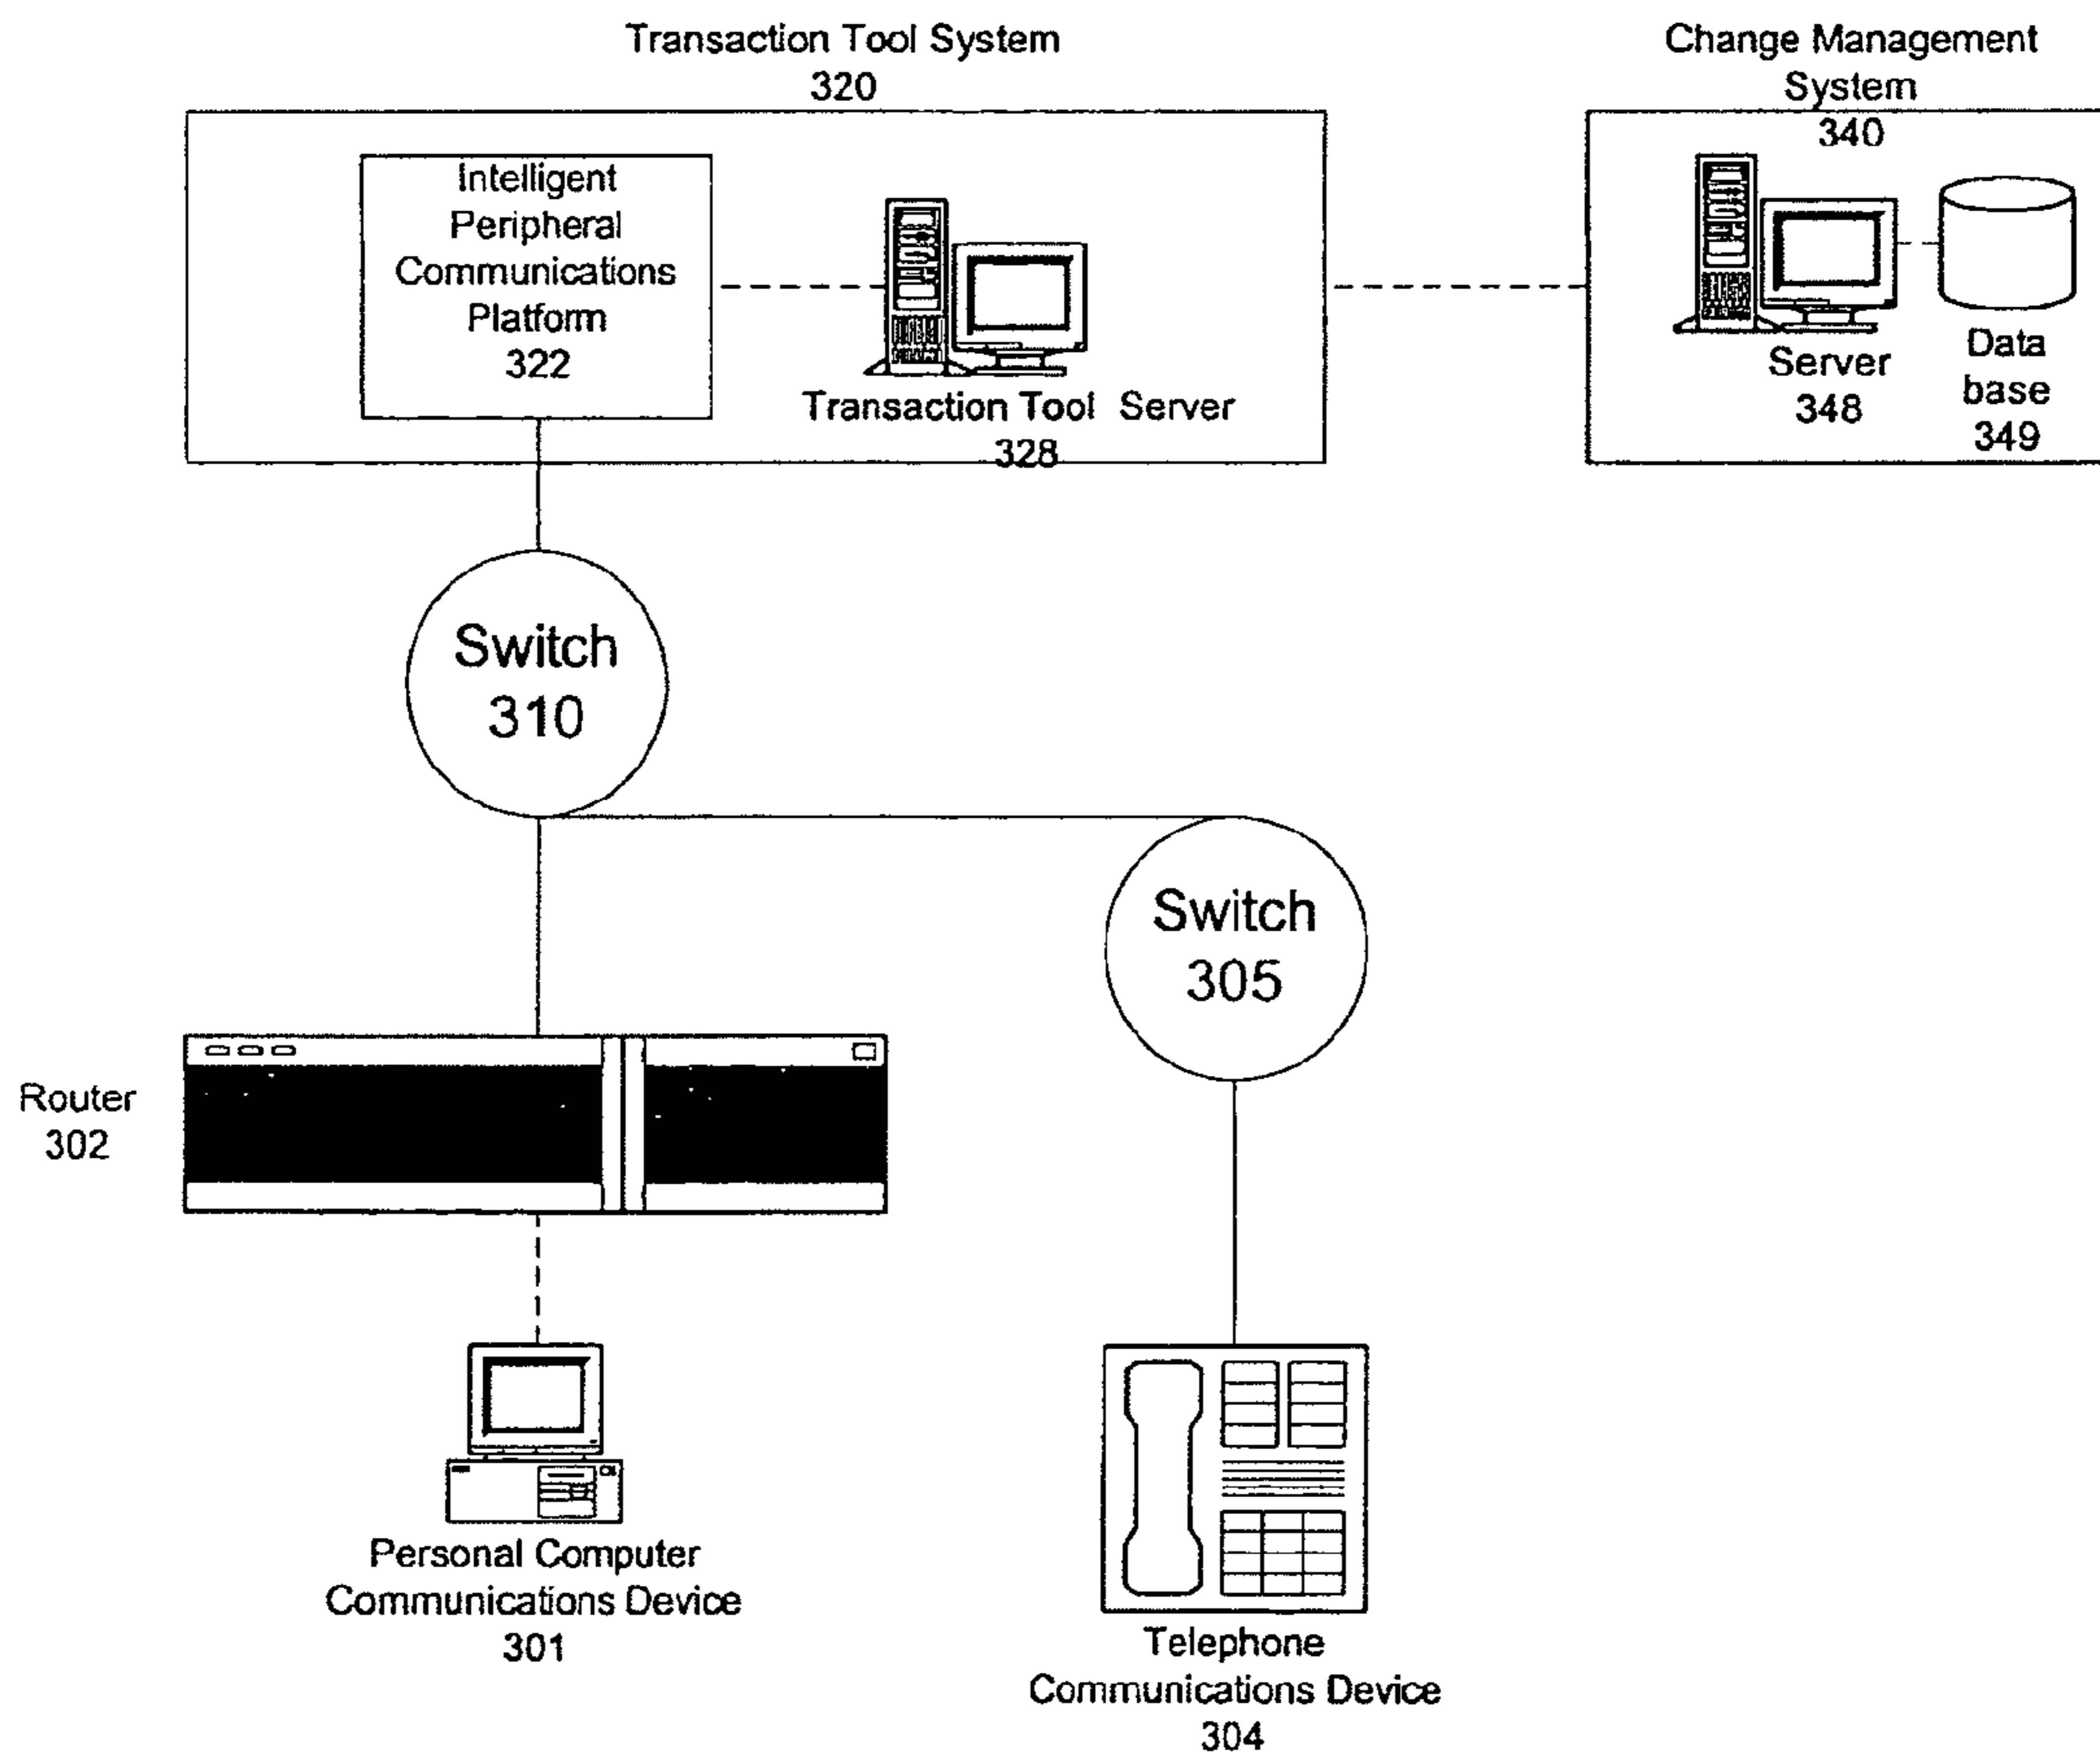 Transaction Tool System
320
Change Management
System
340
Intelligent
Peripheral
Communications
Platform
322
Transaction Tool Server
328
Server
348
Data
base
349
Switch
310
Switch
305
Router
302
Personal Computer
Communications Device
301
Telephone
Communications Device
304